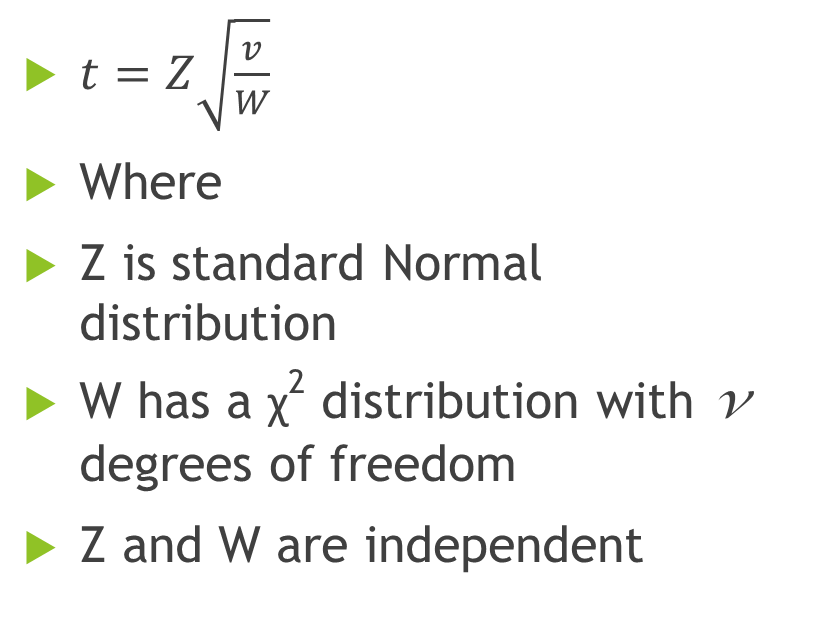 t = Z√(v/W)
Where
Z is standard Normal
distribution
W has a χ² distribution with 𝜈
degrees of freedom
Z and W are independent